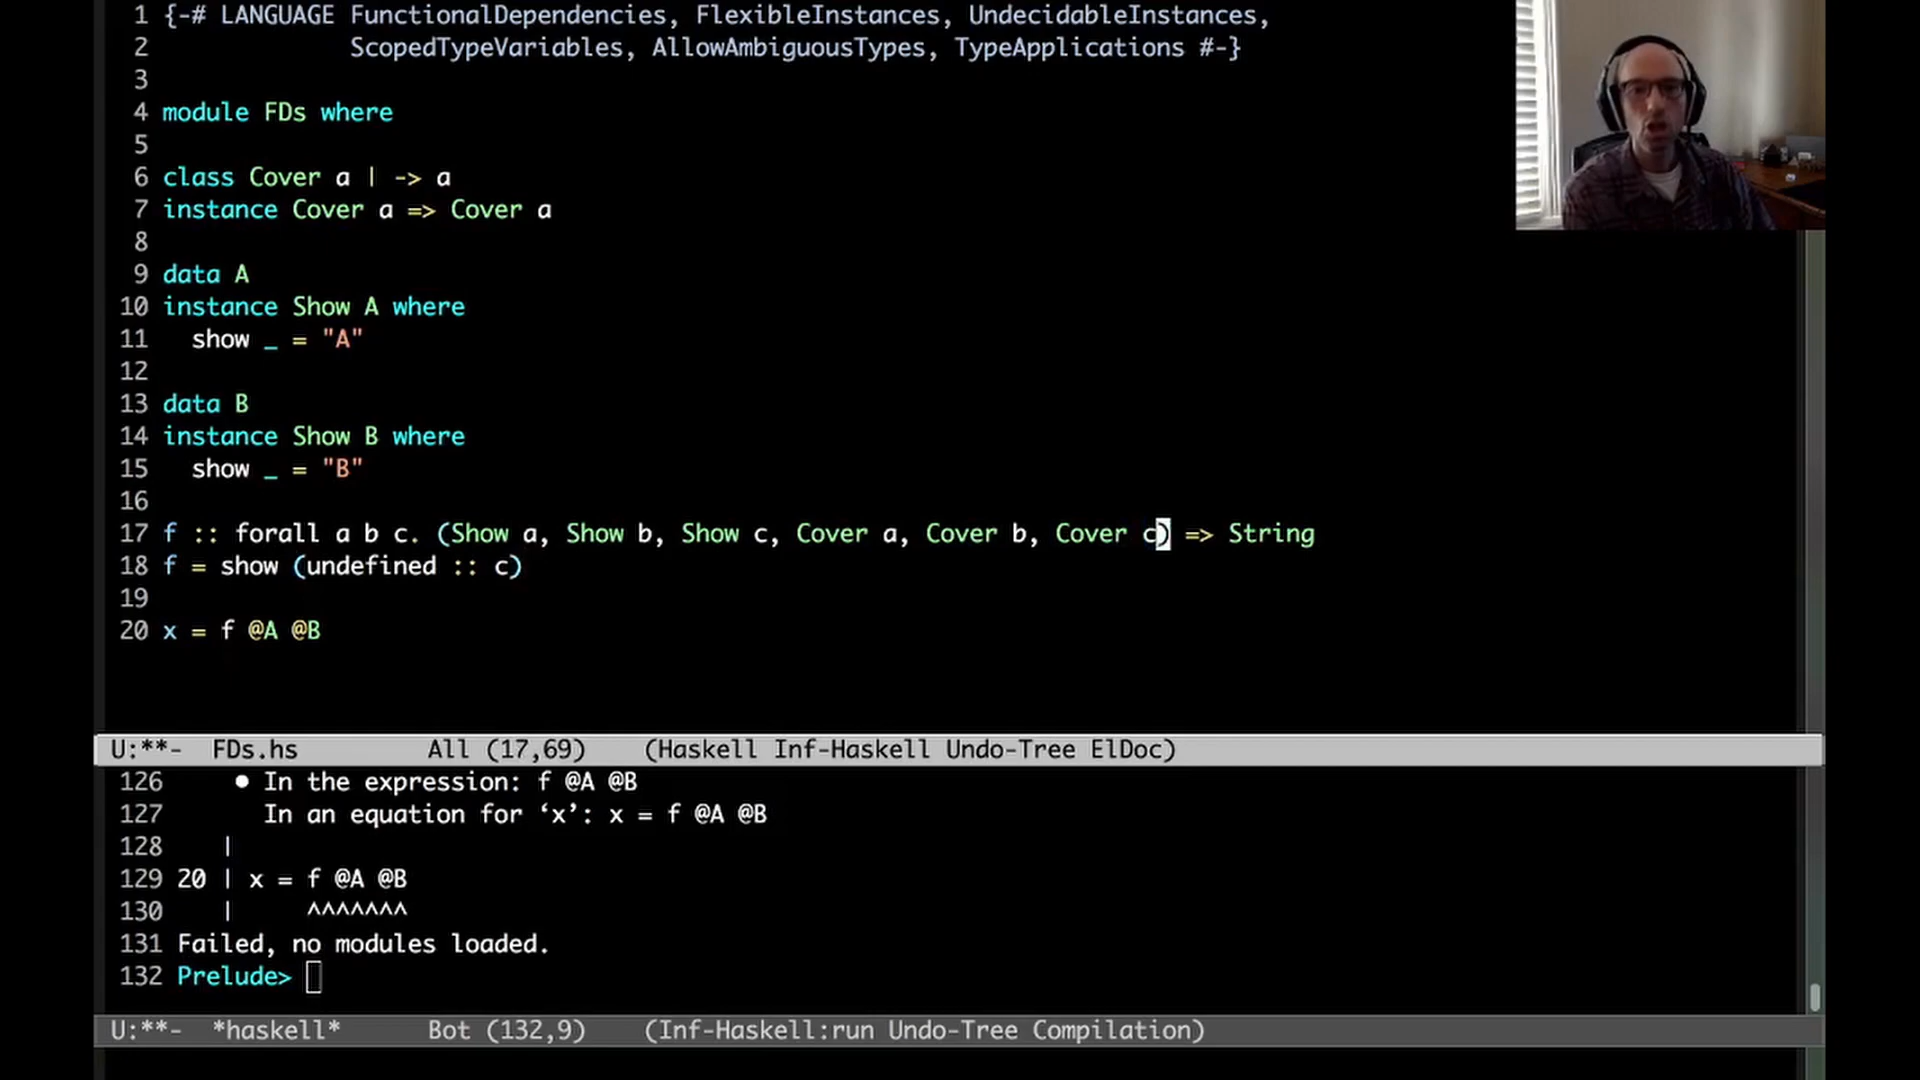 1 {-# LANGUAGE FunctionalDependencies, FlexibleInstances, UndecidableInstances,
2 ScopedTypeVariables, AllowAmbiguousTypes, TypeApplications #-}
3
4 module FDs where
5
6 class Cover a | -> a
7 instance Cover a => Cover a
8
9 data A
10 instance Show A where
11 show _ = "A"
12
13 data B
14 instance Show B where
15 show _ = "B"
16
17 f :: forall a b c. (Show a, Show b, Show c, Cover a, Cover b, Cover c) => String
18 f = show (undefined :: c)
19
20 x = f @A @B
U:**- FDs.hs All (17,69) (Haskell Inf-Haskell Undo-Tree ElDoc)
126 • In the expression: f @A @B
127 In an equation for ‘x’: x = f @A @B
128 |
129 20 | x = f @A @B
130 | ^^^^^^^
131 Failed, no modules loaded.
132 Prelude>
U:**- *haskell* Bot (132,9) (Inf-Haskell:run Undo-Tree Compilation)